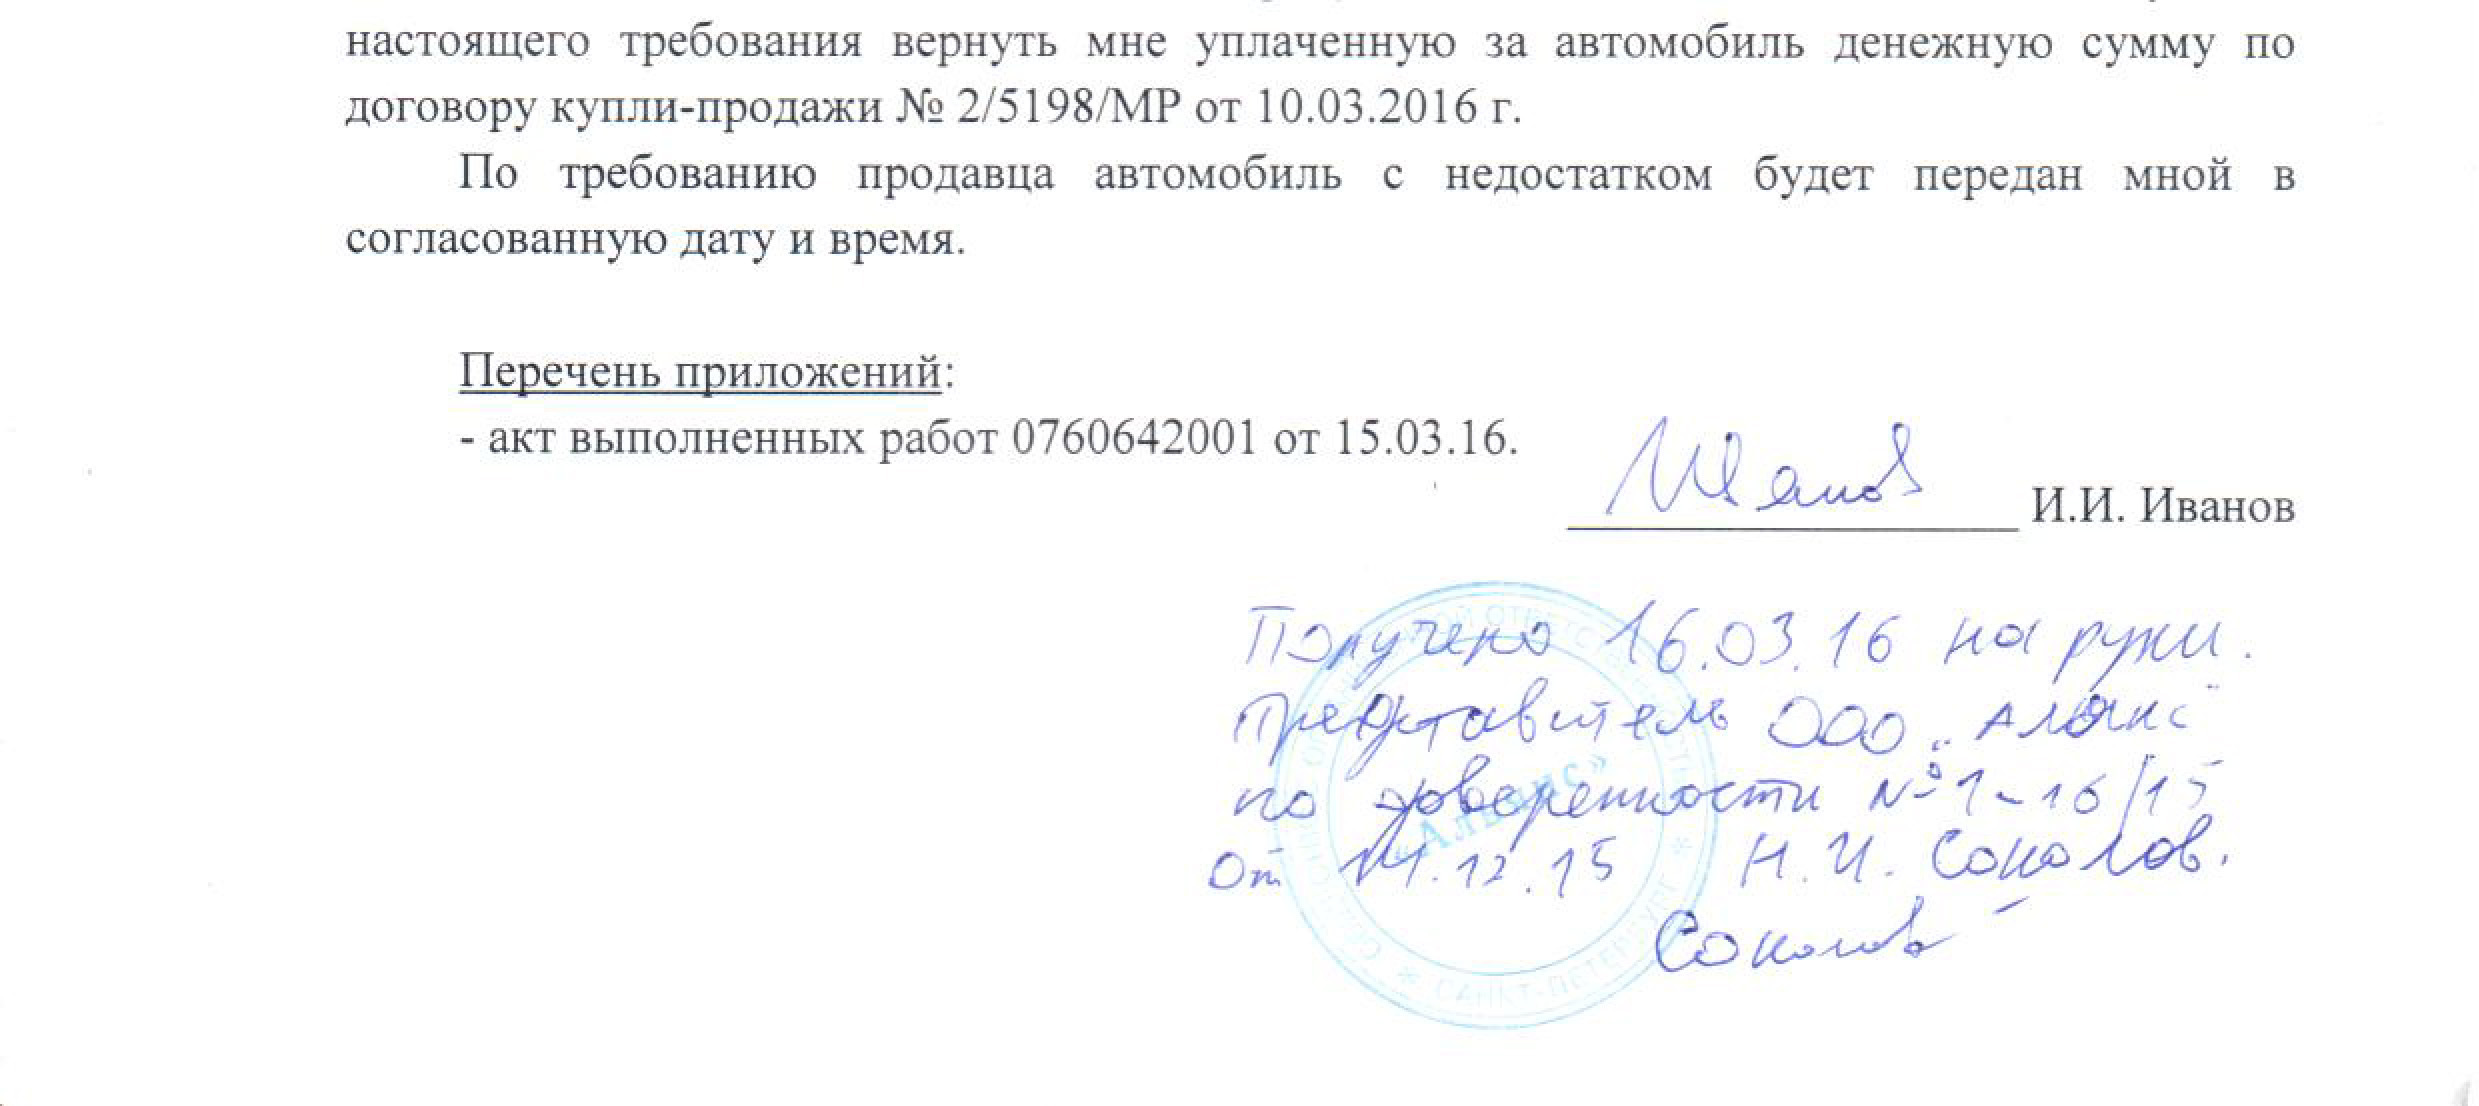 настоящего требования вернуть мне уплаченную за автомобиль денежную сумму по
договору купли-продажи № 2/5198/МР от 10.03.2016 г.
По требованию продавца автомобиль с недостатком будет передан мной в
согласованную дату и время.
Перечень приложений:
- акт выполненных работ 0760642001 от 15.03.16.
Иванов
И.И. Иванов
Получено 16.03.16 на руки.
Представитель ООО „Альянс"
по доверенности № 1-16/15
от 14.12.15 Н.И. Соколов.
Соколов
«Альянс»
САНКТ-ПЕТЕРБУРГ